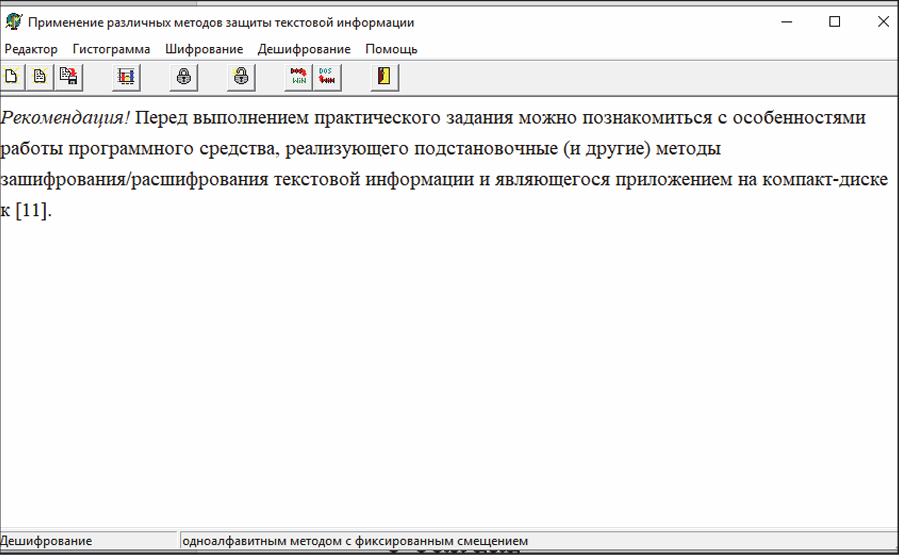 Применение различных методов защиты текстовой информации
Редактор Гистограмма Шифрование Дешифрование Помощь
DOS WIN DOS WIN
Рекомендация! Перед выполнением практического задания можно познакомиться с особенностями
работы программного средства, реализующего подстановочные (и другие) методы
зашифрования/расшифрования текстовой информации и являющегося приложением на компакт-диске
к [11].
Дешифрование одноалфавитным методом с фиксированным смещением